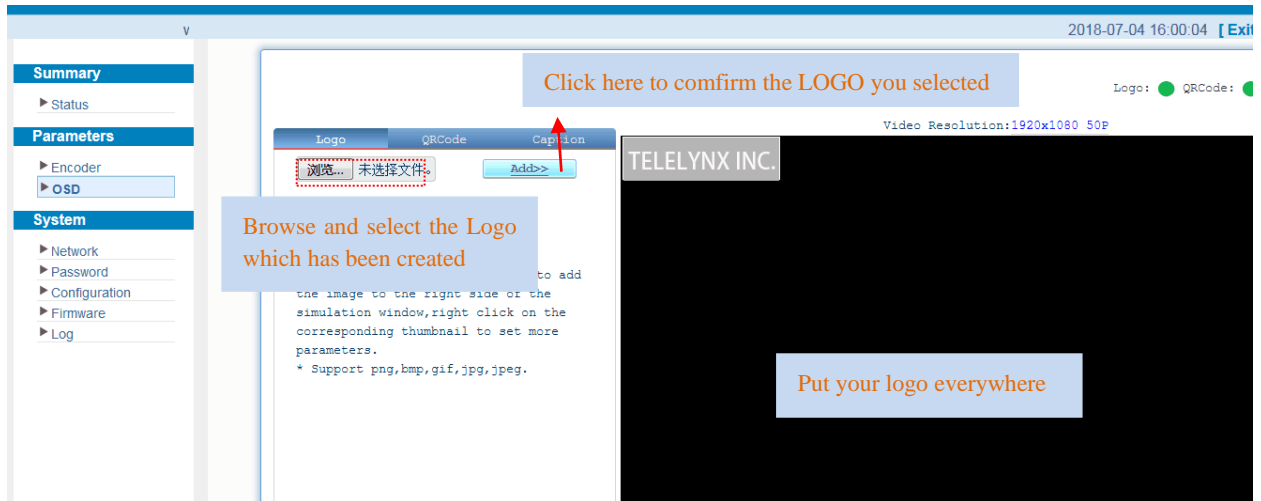 v
2018-07-04 16:00:04 [ Exit
Summary
Status
Parameters
Encoder
OSD
System
Network
Password
Configuration
Firmware
Log
Click here to comfirm the LOGO you selected
Logo: QRCode:
Video Resolution:1920x1080 50P
Logo QRCode Caption
浏览... 未选择文件。 Add>>
TELELYNX INC.
Browse and select the Logo
which has been created
to add
the image to the right side of the
simulation window,right click on the
corresponding thumbnail to set more
parameters.
* Support png,bmp,gif,jpg,jpeg.
Put your logo everywhere